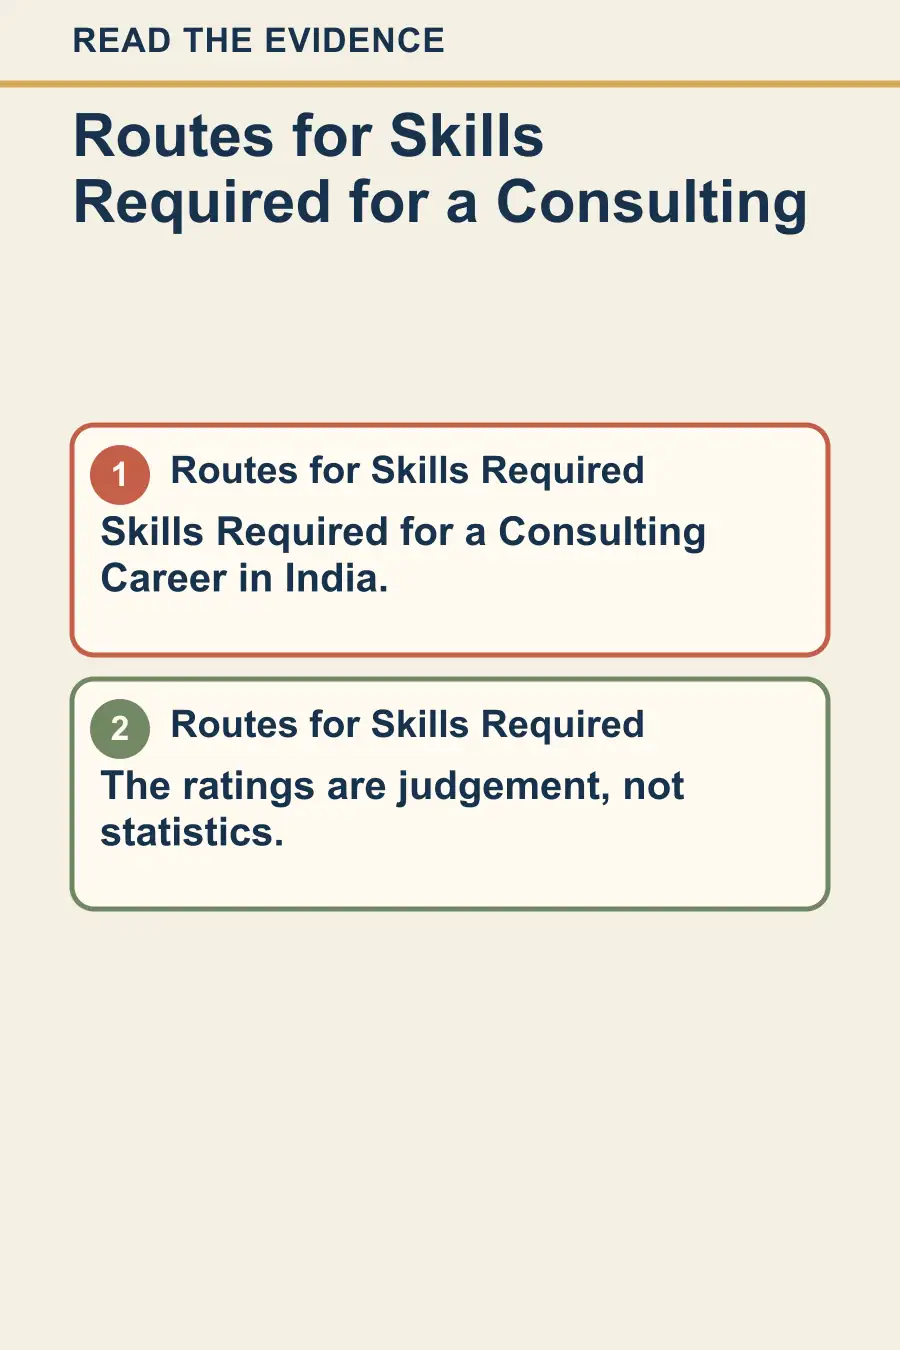 READ THE EVIDENCE
Routes for Skills
Required for a Consulting
1 Routes for Skills Required
Skills Required for a Consulting
Career in India.
2 Routes for Skills Required
The ratings are judgement, not
statistics.